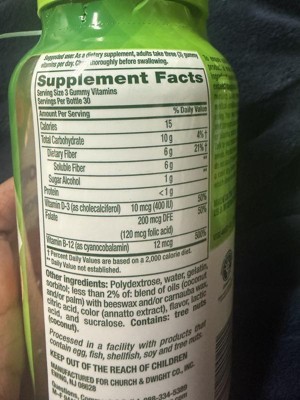 Suggested use: As a dietary supplement, adults take three (3) gummy
vitamins per day. Chew thoroughly before swallowing.
Supplement Facts
Serving Size 3 Gummy Vitamins
Servings Per Bottle 30
Amount Per Serving % Daily Value
Calories 15
Total Carbohydrate 10 g 4% †
Dietary Fiber 6 g 21% †
Soluble Fiber 6 g **
Sugar Alcohol 1 g **
Protein <1 g
Vitamin D-3 (as cholecalciferol) 10 mcg (400 IU) 50%
Folate 200 mcg DFE 50%
(120 mcg folic acid)
Vitamin B-12 (as cyanocobalamin) 12 mcg 500%
† Percent Daily Values are based on a 2,000 calorie diet.
** Daily Value not established.
Other Ingredients: Polydextrose, water, gelatin,
sorbitol; less than 2% of: blend of oils (coconut
and/or palm) with beeswax and/or carnauba wax,
citric acid, color (annatto extract), flavor, lactic
acid, and sucralose. Contains: tree nuts
(coconut).
Processed in a facility with products that
contain egg, fish, shellfish, soy and tree nuts.
KEEP OUT OF THE REACH OF CHILDREN
MANUFACTURED FOR CHURCH & DWIGHT CO., INC.
EWING, NJ 08628
Questions, Com